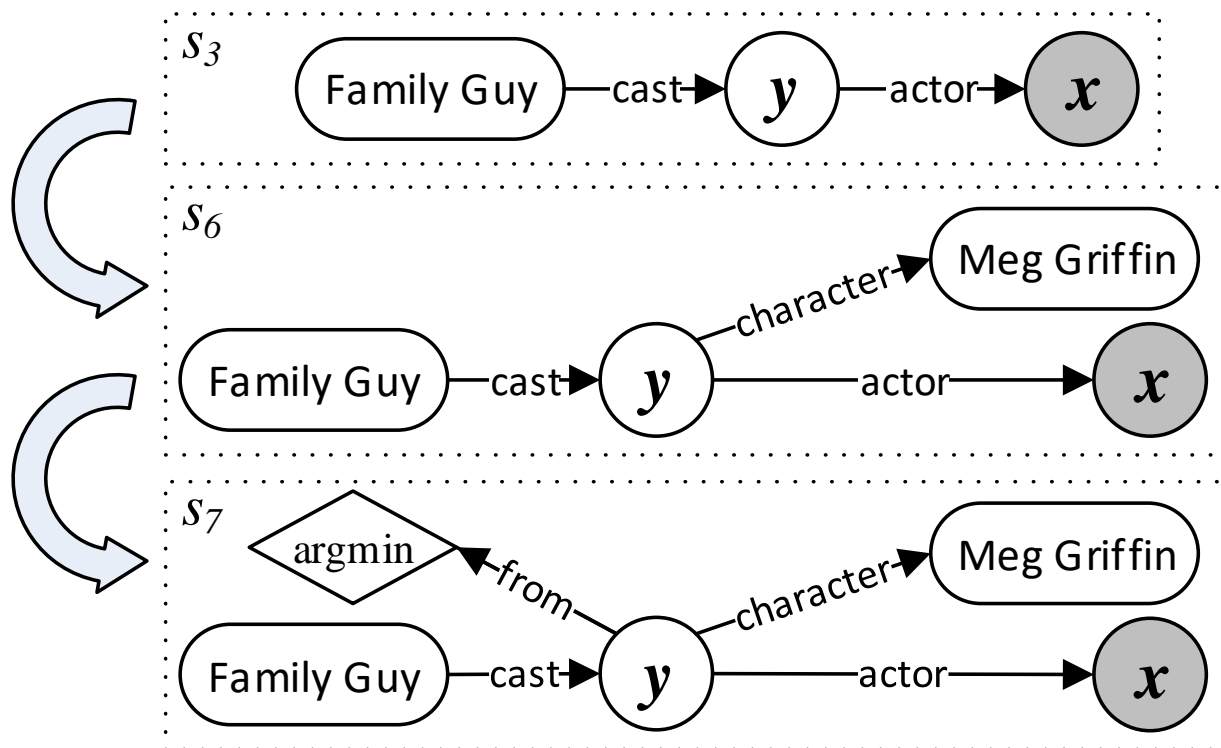 s3
Family Guy cast y actor x
s6
character Meg Griffin
Family Guy cast y actor x
s7
argmin from character Meg Griffin
Family Guy cast y actor x